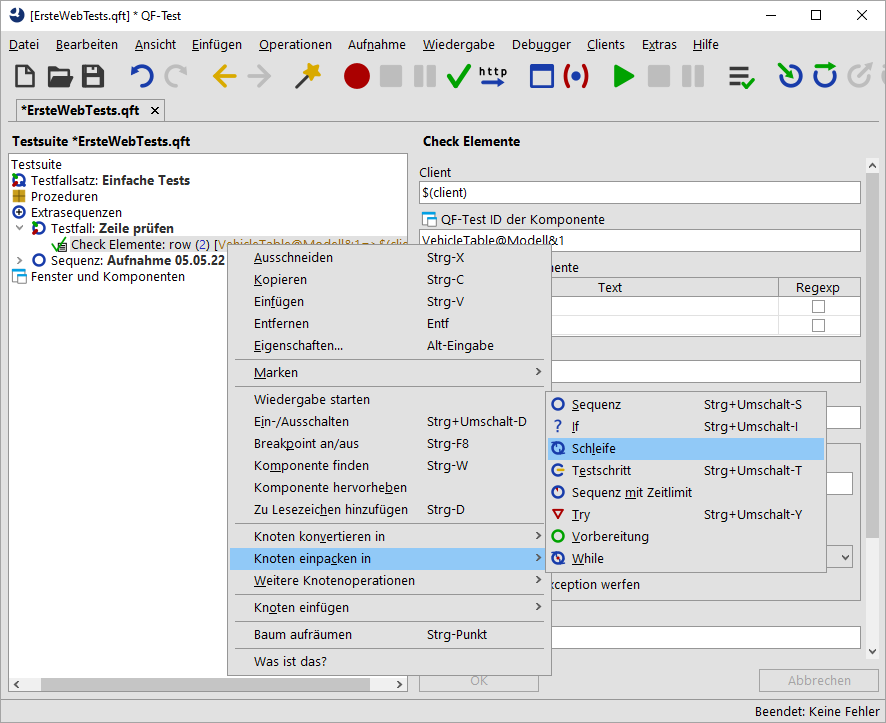 [ErsteWebTests.qft] * QF-Test
Datei Bearbeiten Ansicht Einfügen Operationen Aufnahme Wiedergabe Debugger Clients Extras Hilfe
http
*ErsteWebTests.qft
Testsuite *ErsteWebTests.qft
Testsuite
Testfallsatz: Einfache Tests
Prozeduren
Extrasequenzen
Testfall: Zeile prüfen
Check Elemente: row (2) [VehicleTable@Modell&1 => $(clie
Sequenz: Aufnahme 05.05.22
Fenster und Komponenten
Ausschneiden Strg-X
Kopieren Strg-C
Einfügen Strg-V
Entfernen Entf
Eigenschaften... Alt-Eingabe
Marken
Wiedergabe starten
Ein-/Ausschalten Strg+Umschalt-D
Breakpoint an/aus Strg-F8
Komponente finden Strg-W
Komponente hervorheben
Zu Lesezeichen hinzufügen Strg-D
Knoten konvertieren in
Knoten einpacken in
Weitere Knotenoperationen
Knoten einfügen
Baum aufräumen Strg-Punkt
Was ist das?
Sequenz Strg+Umschalt-S
If Strg+Umschalt-I
Schleife
Testschritt Strg+Umschalt-T
Sequenz mit Zeitlimit
Try Strg+Umschalt-Y
Vorbereitung
While
Check Elemente
Client
$(client)
QF-Test ID der Komponente
VehicleTable@Modell&1
mente
Text Regexp
xception werfen
OK Abbrechen
Beendet: Keine Fehler